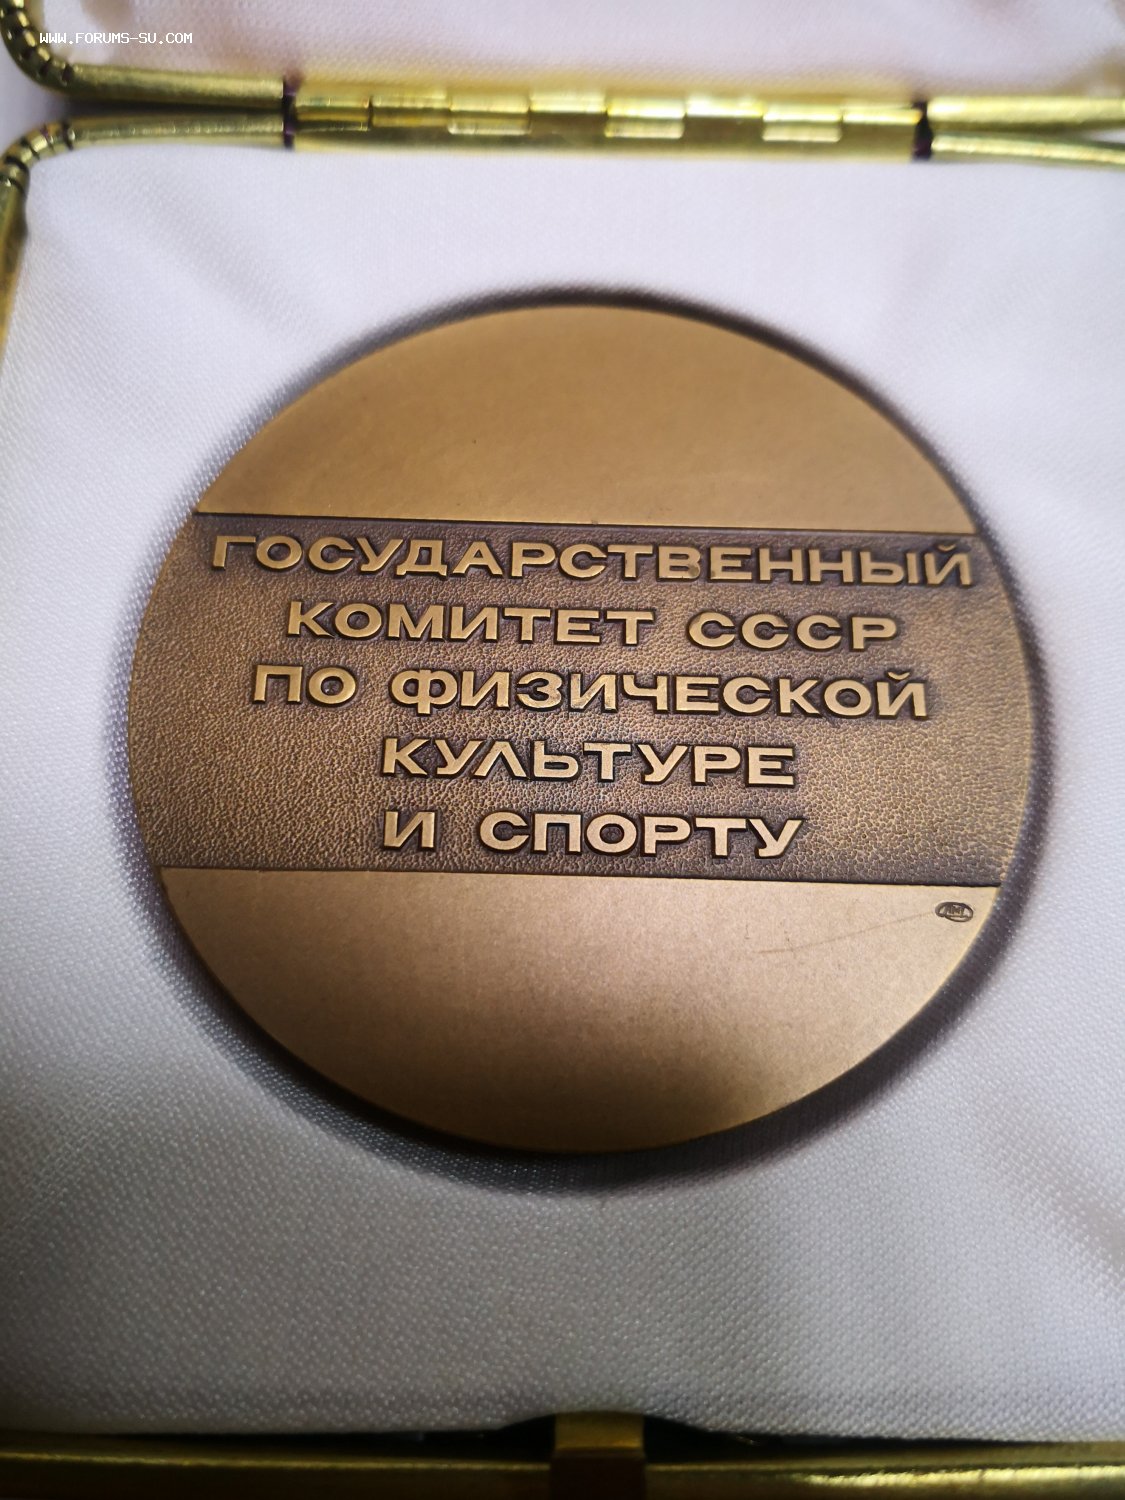 WWW.FORUMS-SU.COM
ГОСУДАРСТВЕННЫЙ
КОМИТЕТ СССР
ПО ФИЗИЧЕСКОЙ
КУЛЬТУРЕ
И СПОРТУ